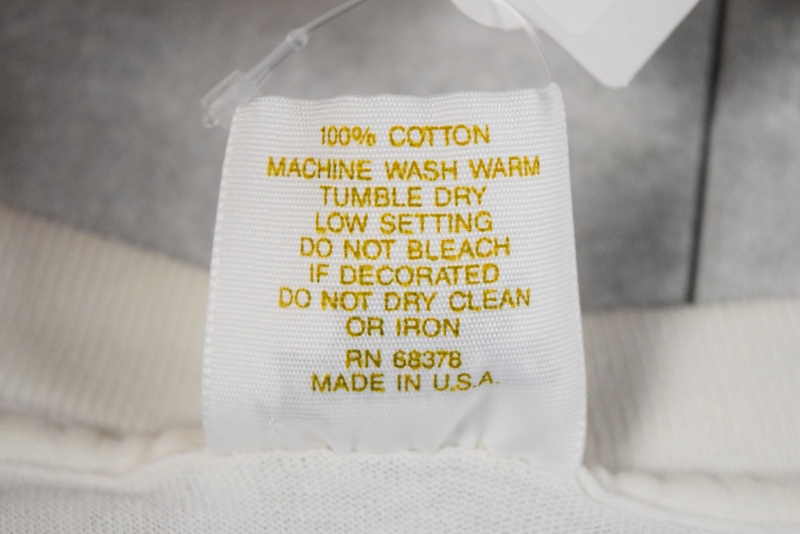 100% COTTON
MACHINE WASH WARM
TUMBLE DRY
LOW SETTING
DO NOT BLEACH
IF DECORATED
DO NOT DRY CLEAN
OR IRON
RN 68378
MADE IN U.S.A.